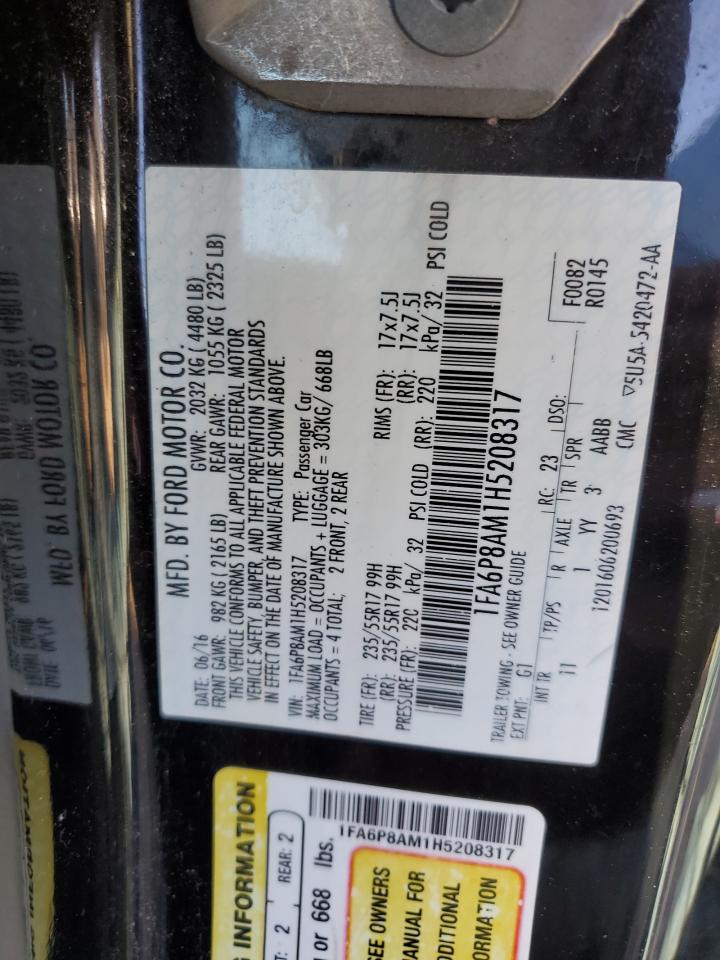 MFD. BY FORD MOTOR CO.
DATE: 06/16 GVWR: 2032 KG ( 4480 LB)
FRONT GAWR: 982 KG ( 2165 LB) REAR GAWR: 1055 KG ( 2325 LB)
THIS VEHICLE CONFORMS TO ALL APPLICABLE FEDERAL MOTOR
VEHICLE SAFETY, BUMPER, AND THEFT PREVENTION STANDARDS
IN EFFECT ON THE DATE OF MANUFACTURE SHOWN ABOVE.
VIN: 1FA6P8AM1H5208317 TYPE: Passenger Car
MAXIMUM LOAD = OCCUPANTS + LUGGAGE = 303KG/ 668LB
OCCUPANTS = 4 TOTAL; 2 FRONT, 2 REAR
TIRE (FR): 235/55R17 99H RIMS (FR): 17x7.5J
(RR): 235/55R17 99H (RR): 17x7.5J
PRESSURE (FR): 220 kPa/ 32 PSI COLD (RR): 220 kPa/ 32 PSI COLD
1FA6P8AM1H5208317
TRAILER TOWING - SEE OWNER GUIDE
EXT PNT: G1 RC: 23 DSO:
INT TR TP/PS R AXLE TR SPR
11 1 YY 3 AABB
F0082
R0145
1201606200693 CMC
▽5U5A-5420472-AA
G INFORMATION
T: 2 REAR: 2
or 668 lbs.
1FA6P8AM1H5208317
SEE OWNERS
MANUAL FOR
DDITIONAL
ORMATION